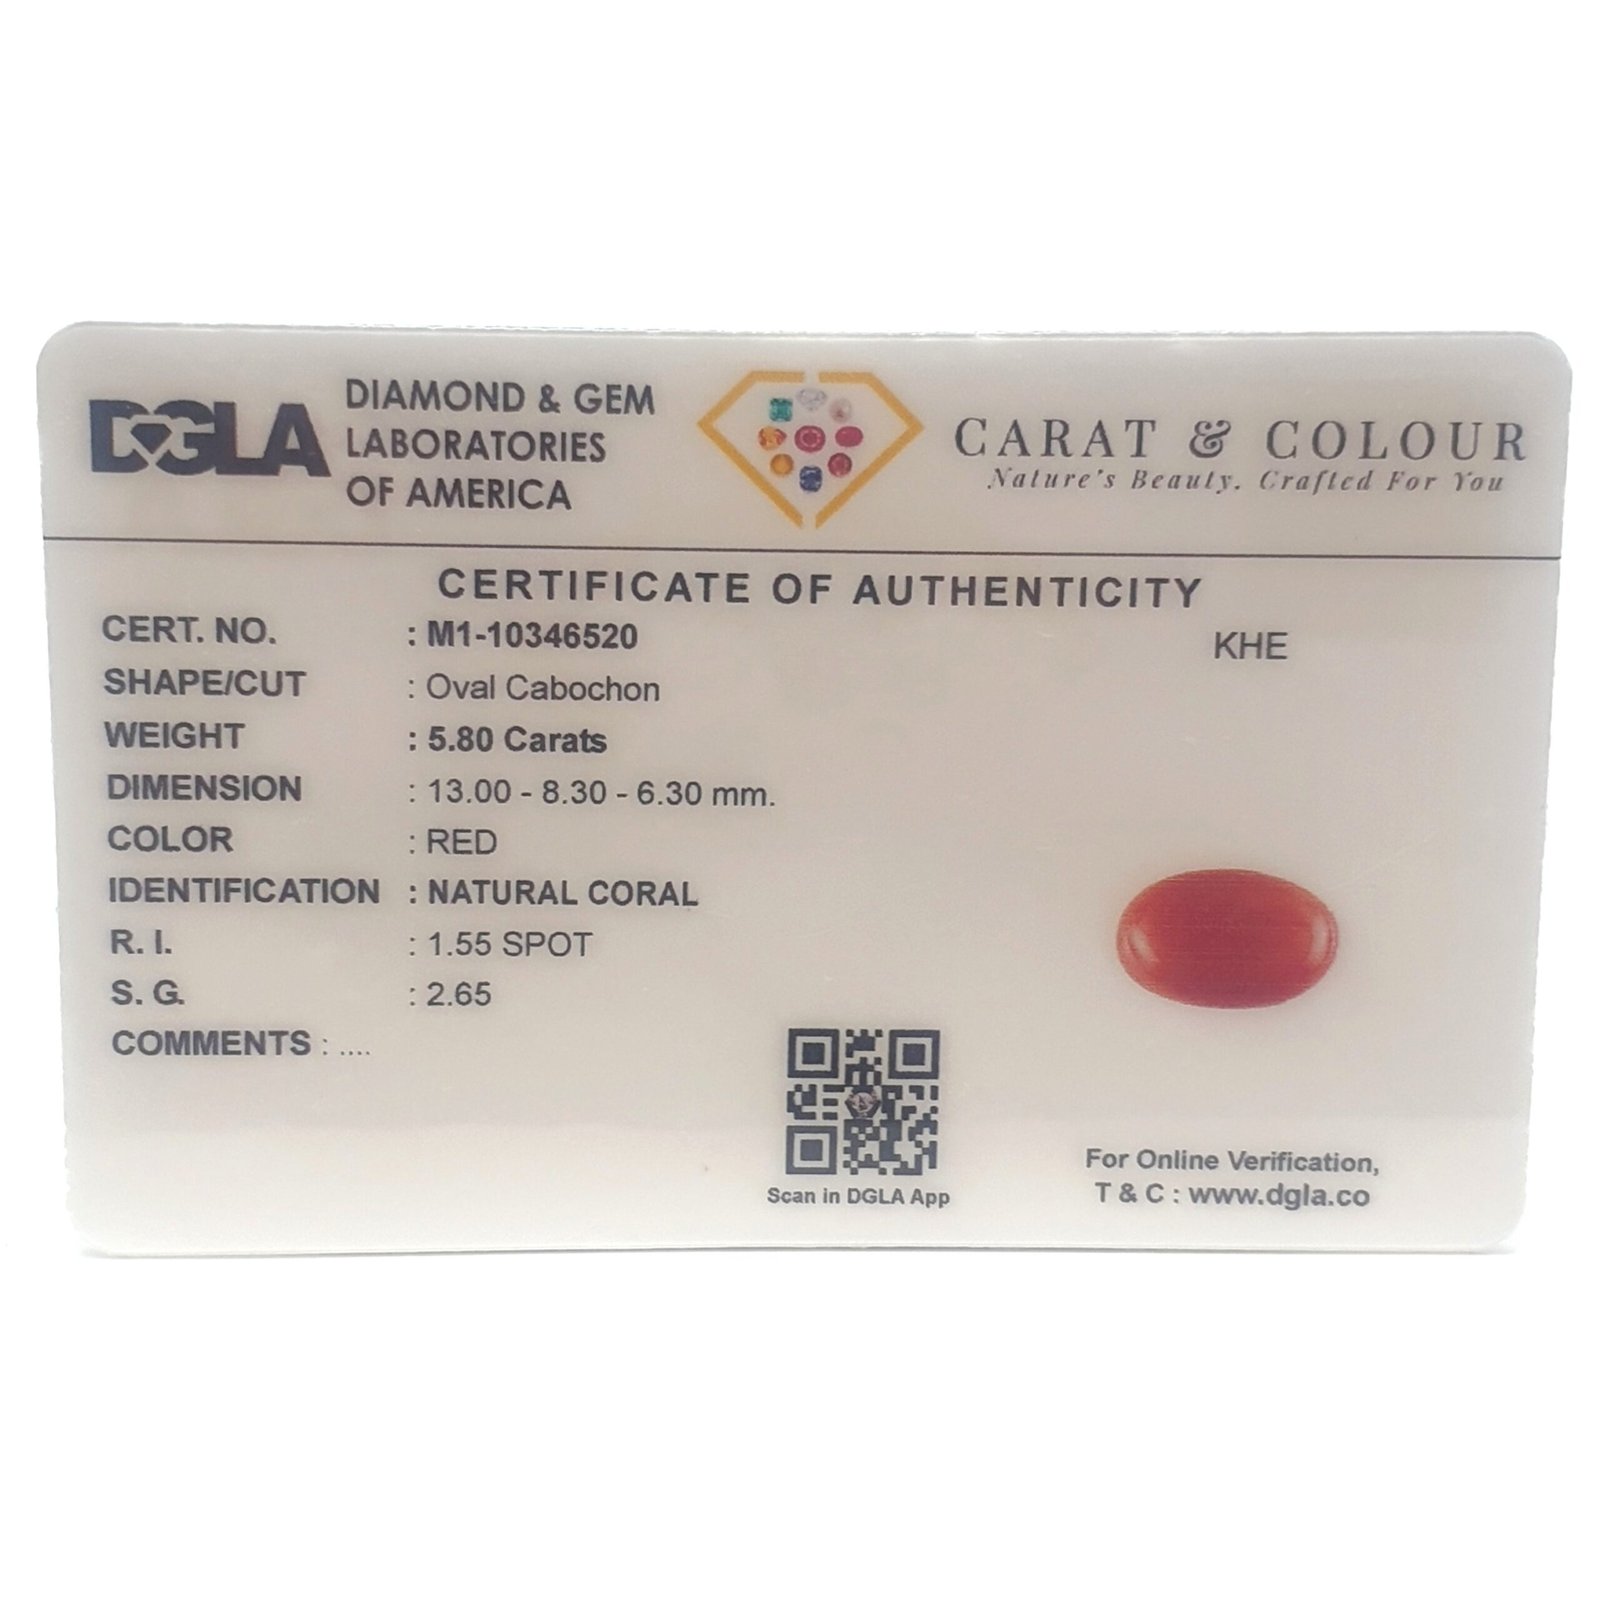 DGLA
DIAMOND & GEM
LABORATORIES
OF AMERICA
CARAT & COLOUR
Nature's Beauty. Crafted For You
CERTIFICATE OF AUTHENTICITY
CERT. NO. : M1-10346520
KHE
SHAPE/CUT : Oval Cabochon
WEIGHT : 5.80 Carats
DIMENSION : 13.00 - 8.30 - 6.30 mm.
COLOR : RED
IDENTIFICATION : NATURAL CORAL
R. I. : 1.55 SPOT
S. G. : 2.65
COMMENTS : ....
Scan in DGLA App
For Online Verification,
T & C : www.dgla.co